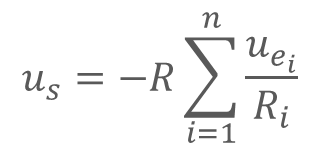 $u_s = -R \sum_{i=1}^{n} \frac{u_{e_i}}{R_i}$